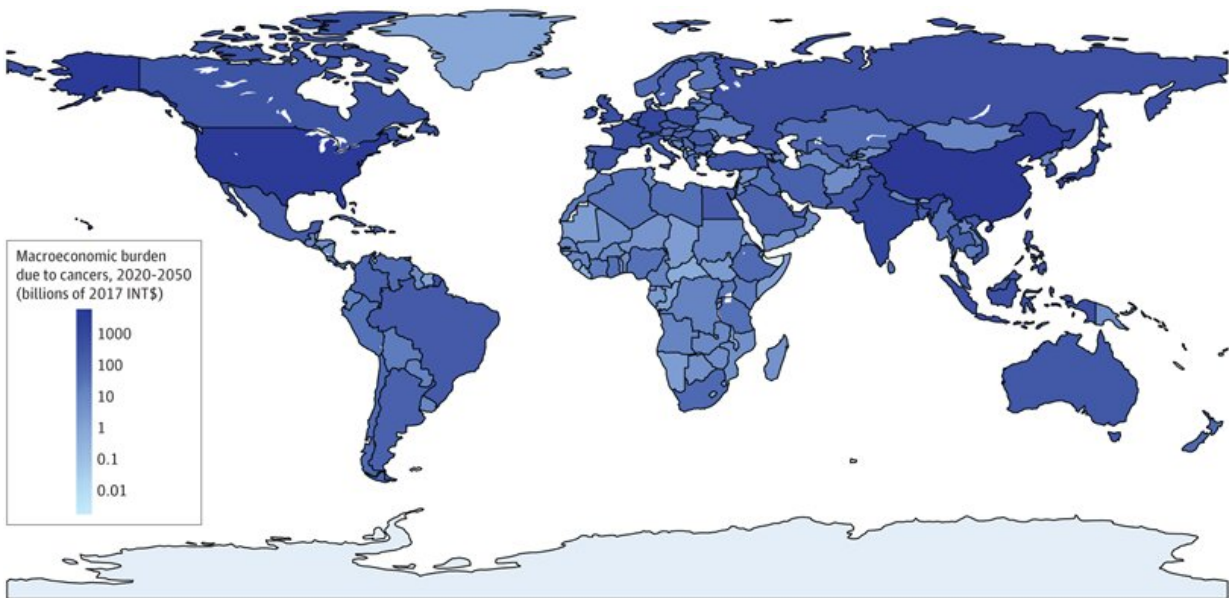 Macroeconomic burden
due to cancers, 2020-2050
(billions of 2017 INT$)
1000
100
10
1
0.1
0.01